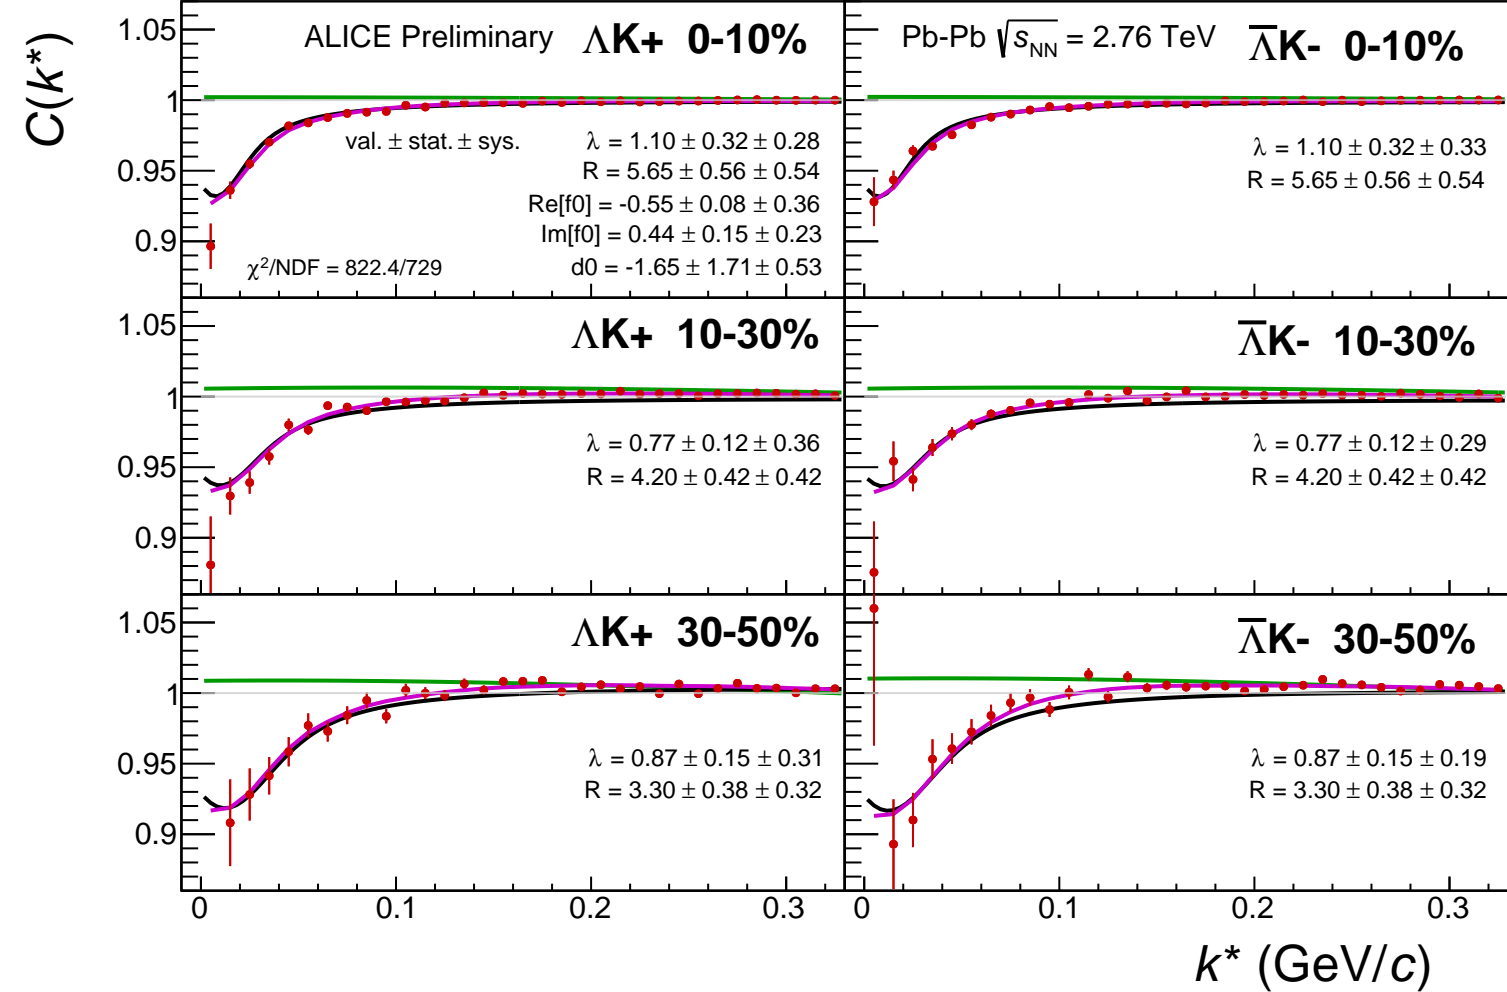 C(k*)
ALICE Preliminary ΛK+ 0-10%
val. ± stat. ± sys.
λ = 1.10 ± 0.32 ± 0.28
R = 5.65 ± 0.56 ± 0.54
Re[f0] = -0.55 ± 0.08 ± 0.36
Im[f0] = 0.44 ± 0.15 ± 0.23
χ²/NDF = 822.4/729
d0 = -1.65 ± 1.71 ± 0.53
1.05
1
0.95
0.9
Pb-Pb √sNN = 2.76 TeV Λ̅K- 0-10%
λ = 1.10 ± 0.32 ± 0.33
R = 5.65 ± 0.56 ± 0.54
ΛK+ 10-30%
λ = 0.77 ± 0.12 ± 0.36
R = 4.20 ± 0.42 ± 0.42
1.05
1
0.95
0.9
Λ̅K- 10-30%
λ = 0.77 ± 0.12 ± 0.29
R = 4.20 ± 0.42 ± 0.42
ΛK+ 30-50%
λ = 0.87 ± 0.15 ± 0.31
R = 3.30 ± 0.38 ± 0.32
1.05
1
0.95
0.9
Λ̅K- 30-50%
λ = 0.87 ± 0.15 ± 0.19
R = 3.30 ± 0.38 ± 0.32
0 0.1 0.2 0.3
0 0.1 0.2 0.3
k* (GeV/c)